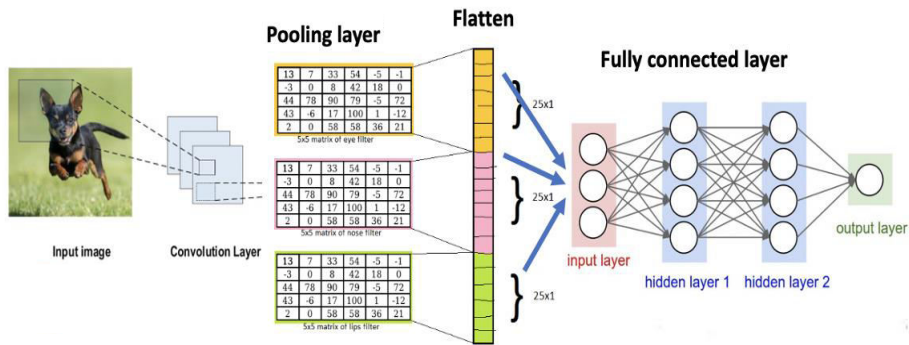 Pooling layer
Flatten
Fully connected layer
13 7 33 54 -5 -1
-3 0 8 42 18 0
44 78 90 79 -5 72
43 -6 17 100 1 -12
2 0 58 58 36 21
5x5 matrix of eye filter
25x1
13 7 33 54 -5 -1
-3 0 8 42 18 0
44 78 90 79 -5 72
43 -6 17 100 1 -12
2 0 58 58 36 21
5x5 matrix of nose filter
25x1
13 7 33 54 -5 -1
-3 0 8 42 18 0
44 78 90 79 -5 72
43 -6 17 100 1 -12
2 0 58 58 36 21
5x5 matrix of lips filter
25x1
Input image
Convolution Layer
input layer
hidden layer 1
hidden layer 2
output layer